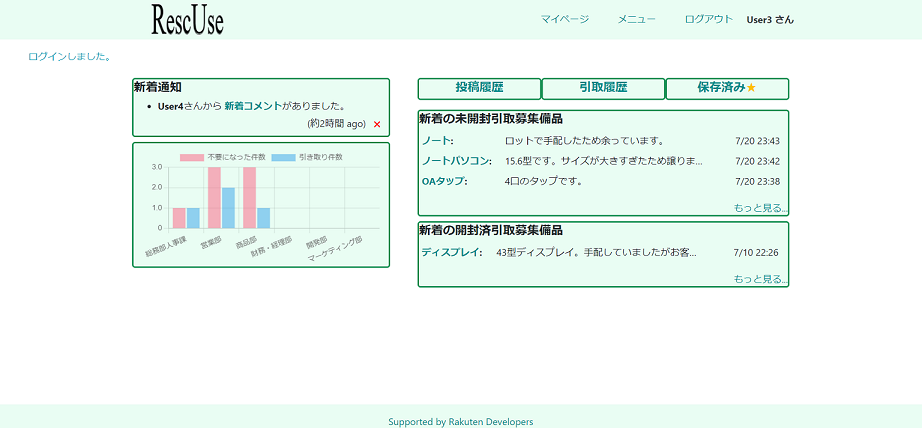 RescUse
マイページ メニュー ログアウト User3 さん
ログインしました。
新着通知
User4さんから 新着コメントがありました。
(約2時間 ago) ×
不要になった件数 引き取り件数
3.0
2.0
1.0
0
総務部人事課 営業部 商品部 財務・経理部 開発部 マーケティング部
投稿履歴 引取履歴 保存済み★
新着の未開封引取募集備品
ノート: ロットで手配したため余っています。 7/20 23:43
ノートパソコン: 15.6型です。サイズが大きすぎたため譲りま... 7/20 23:42
OAタップ: 4口のタップです。 7/20 23:38
もっと見る...
新着の開封済引取募集備品
ディスプレイ: 43型ディスプレイ。手配していましたがお客... 7/10 22:26
もっと見る...
Supported by Rakuten Developers